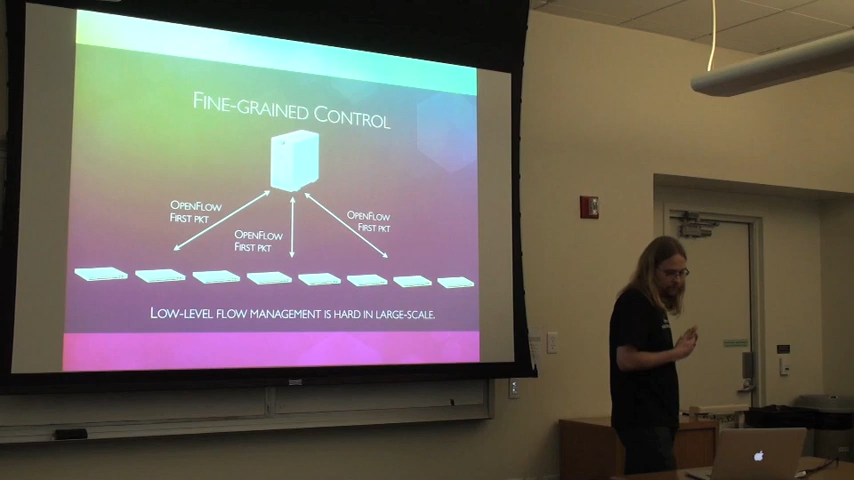 FINE-GRAINED CONTROL
OPENFLOW
FIRST PKT
OPENFLOW
FIRST PKT
OPENFLOW
FIRST PKT
LOW-LEVEL FLOW MANAGEMENT IS HARD IN LARGE-SCALE.